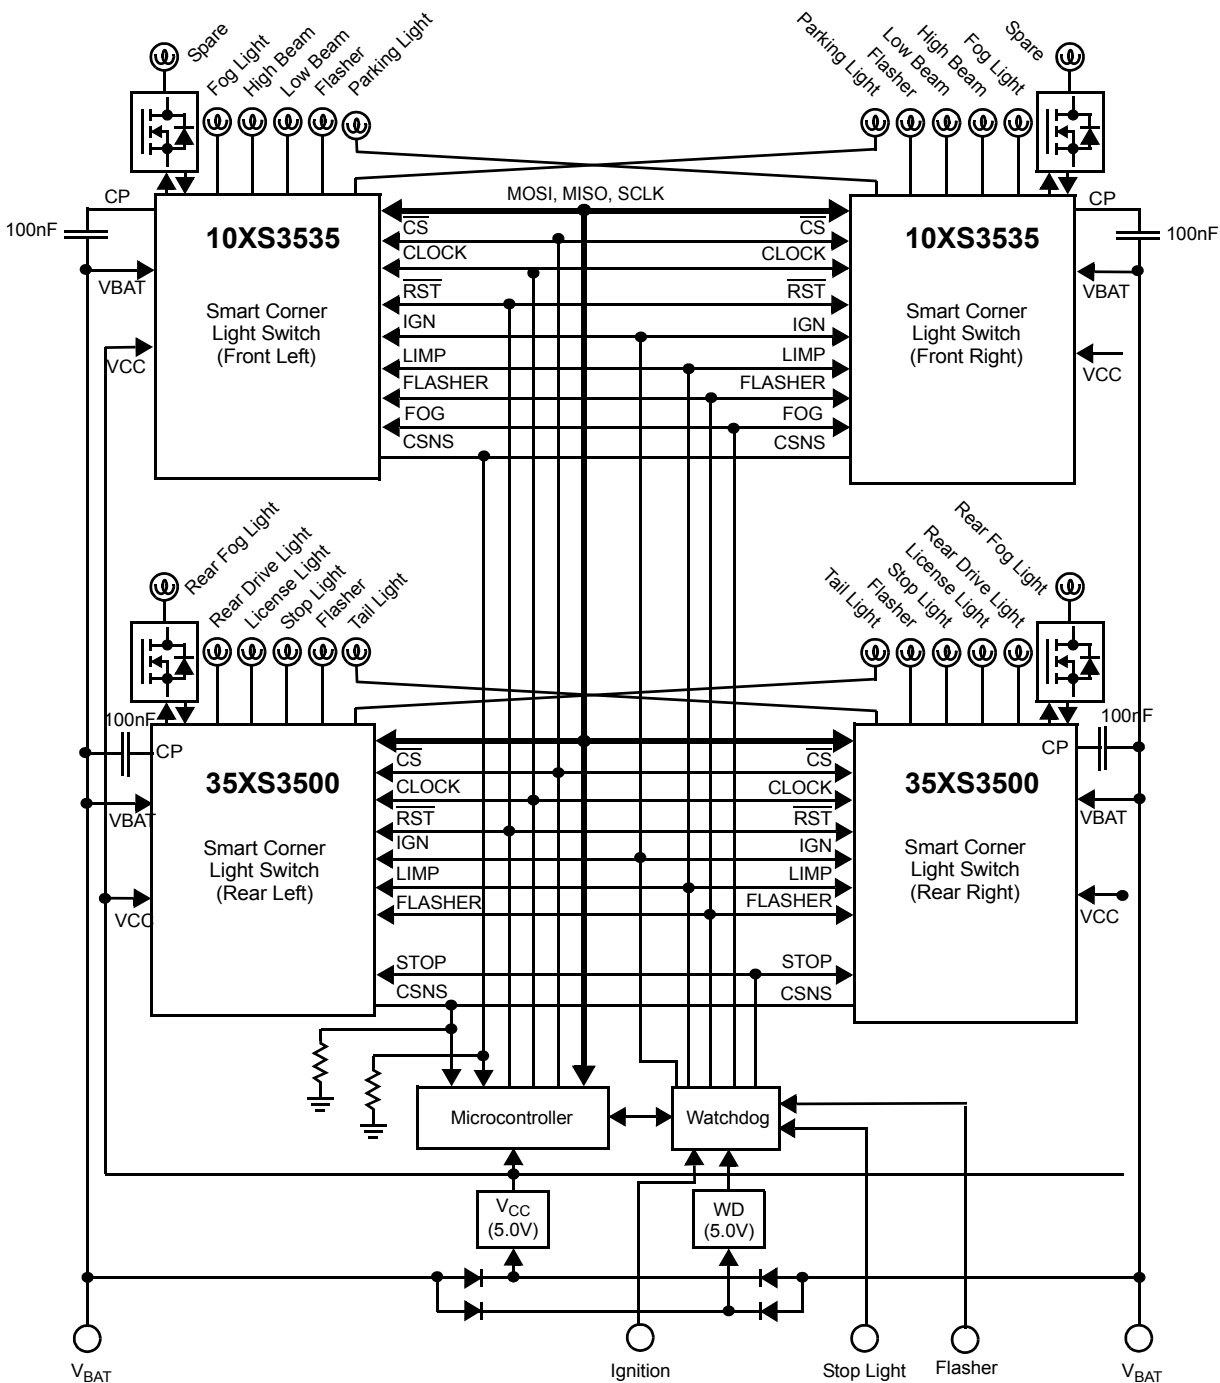 Spare
Fog Light
High Beam
Low Beam
Flasher
Parking Light
Parking Light
Flasher
Low Beam
High Beam
Fog Light
Spare
CP
MOSI, MISO, SCLK
CP
100nF
10XS3535
CS
CS
10XS3535
100nF
CLOCK
CLOCK
VBAT
VBAT
RST
RST
Smart Corner
Light Switch
(Front Left)
IGN
IGN
Smart Corner
Light Switch
(Front Right)
LIMP
LIMP
VCC
VCC
FLASHER
FLASHER
FOG
FOG
CSNS
CSNS
Rear Fog Light
Rear Drive Light
License Light
Stop Light
Flasher
Tail Light
Tail Light
Flasher
Stop Light
License Light
Rear Drive Light
Rear Fog Light
100nF
100nF
CP
CP
CS
CS
35XS3500
35XS3500
CLOCK
CLOCK
VBAT
VBAT
RST
RST
Smart Corner
Light Switch
(Rear Left)
IGN
IGN
Smart Corner
Light Switch
(Rear Right)
LIMP
LIMP
FLASHER
FLASHER
VCC
VCC
STOP
STOP
CSNS
CSNS
Microcontroller
Watchdog
VCC
(5.0V)
WD
(5.0V)
VBAT
Ignition
Stop Light
Flasher
VBAT